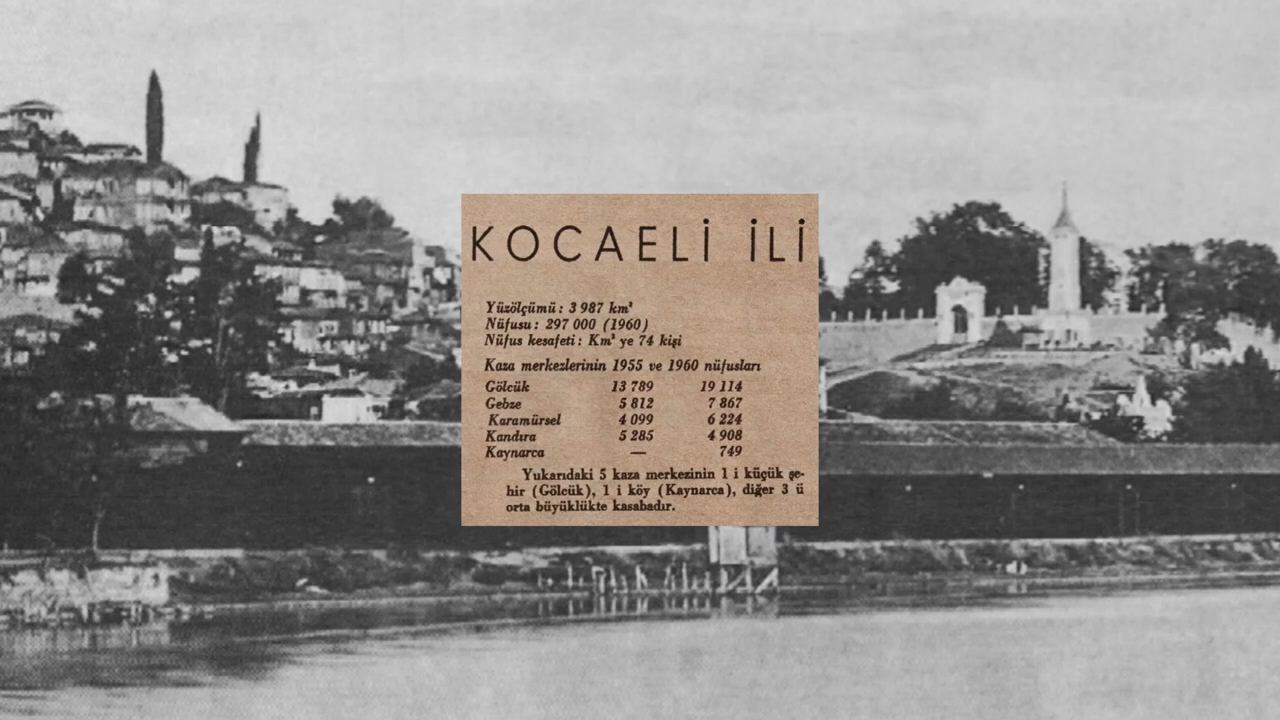 KOCAELİ İLİ
Yüzölçümü: 3 987 km²
Nüfusu: 297 000 (1960)
Nüfus kesafeti: Km² ye 74 kişi
Kaza merkezlerinin 1955 ve 1960 nüfusları
Gölcük 13 789 19 114
Gebze 5 812 7 867
Karamürsel 4 099 6 224
Kandıra 5 285 4 908
Kaynarca — 749
Yukarıdaki 5 kaza merkezinin 1 i küçük şe-
hir (Gölcük), 1 i köy (Kaynarca), diğer 3 ü
orta büyüklükte kasabadır.